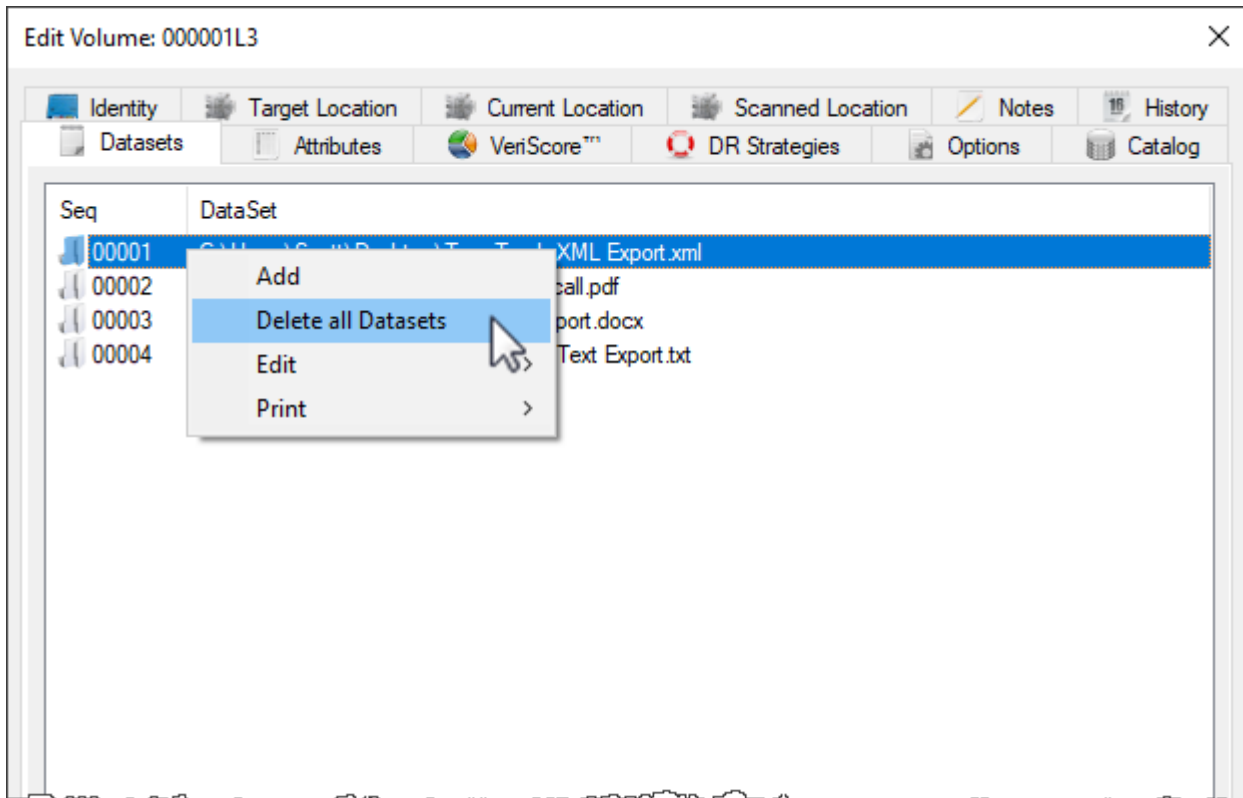 Edit Volume: 000001L3
Identity Target Location Current Location Scanned Location Notes 16 History
Datasets Attributes VeriScore™ DR Strategies Options Catalog
Seq DataSet
00001 XML Export.xml
Add
00002 call.pdf
Delete all Datasets
00003 port.docx
Edit >
00004 Text Export.txt
Print >